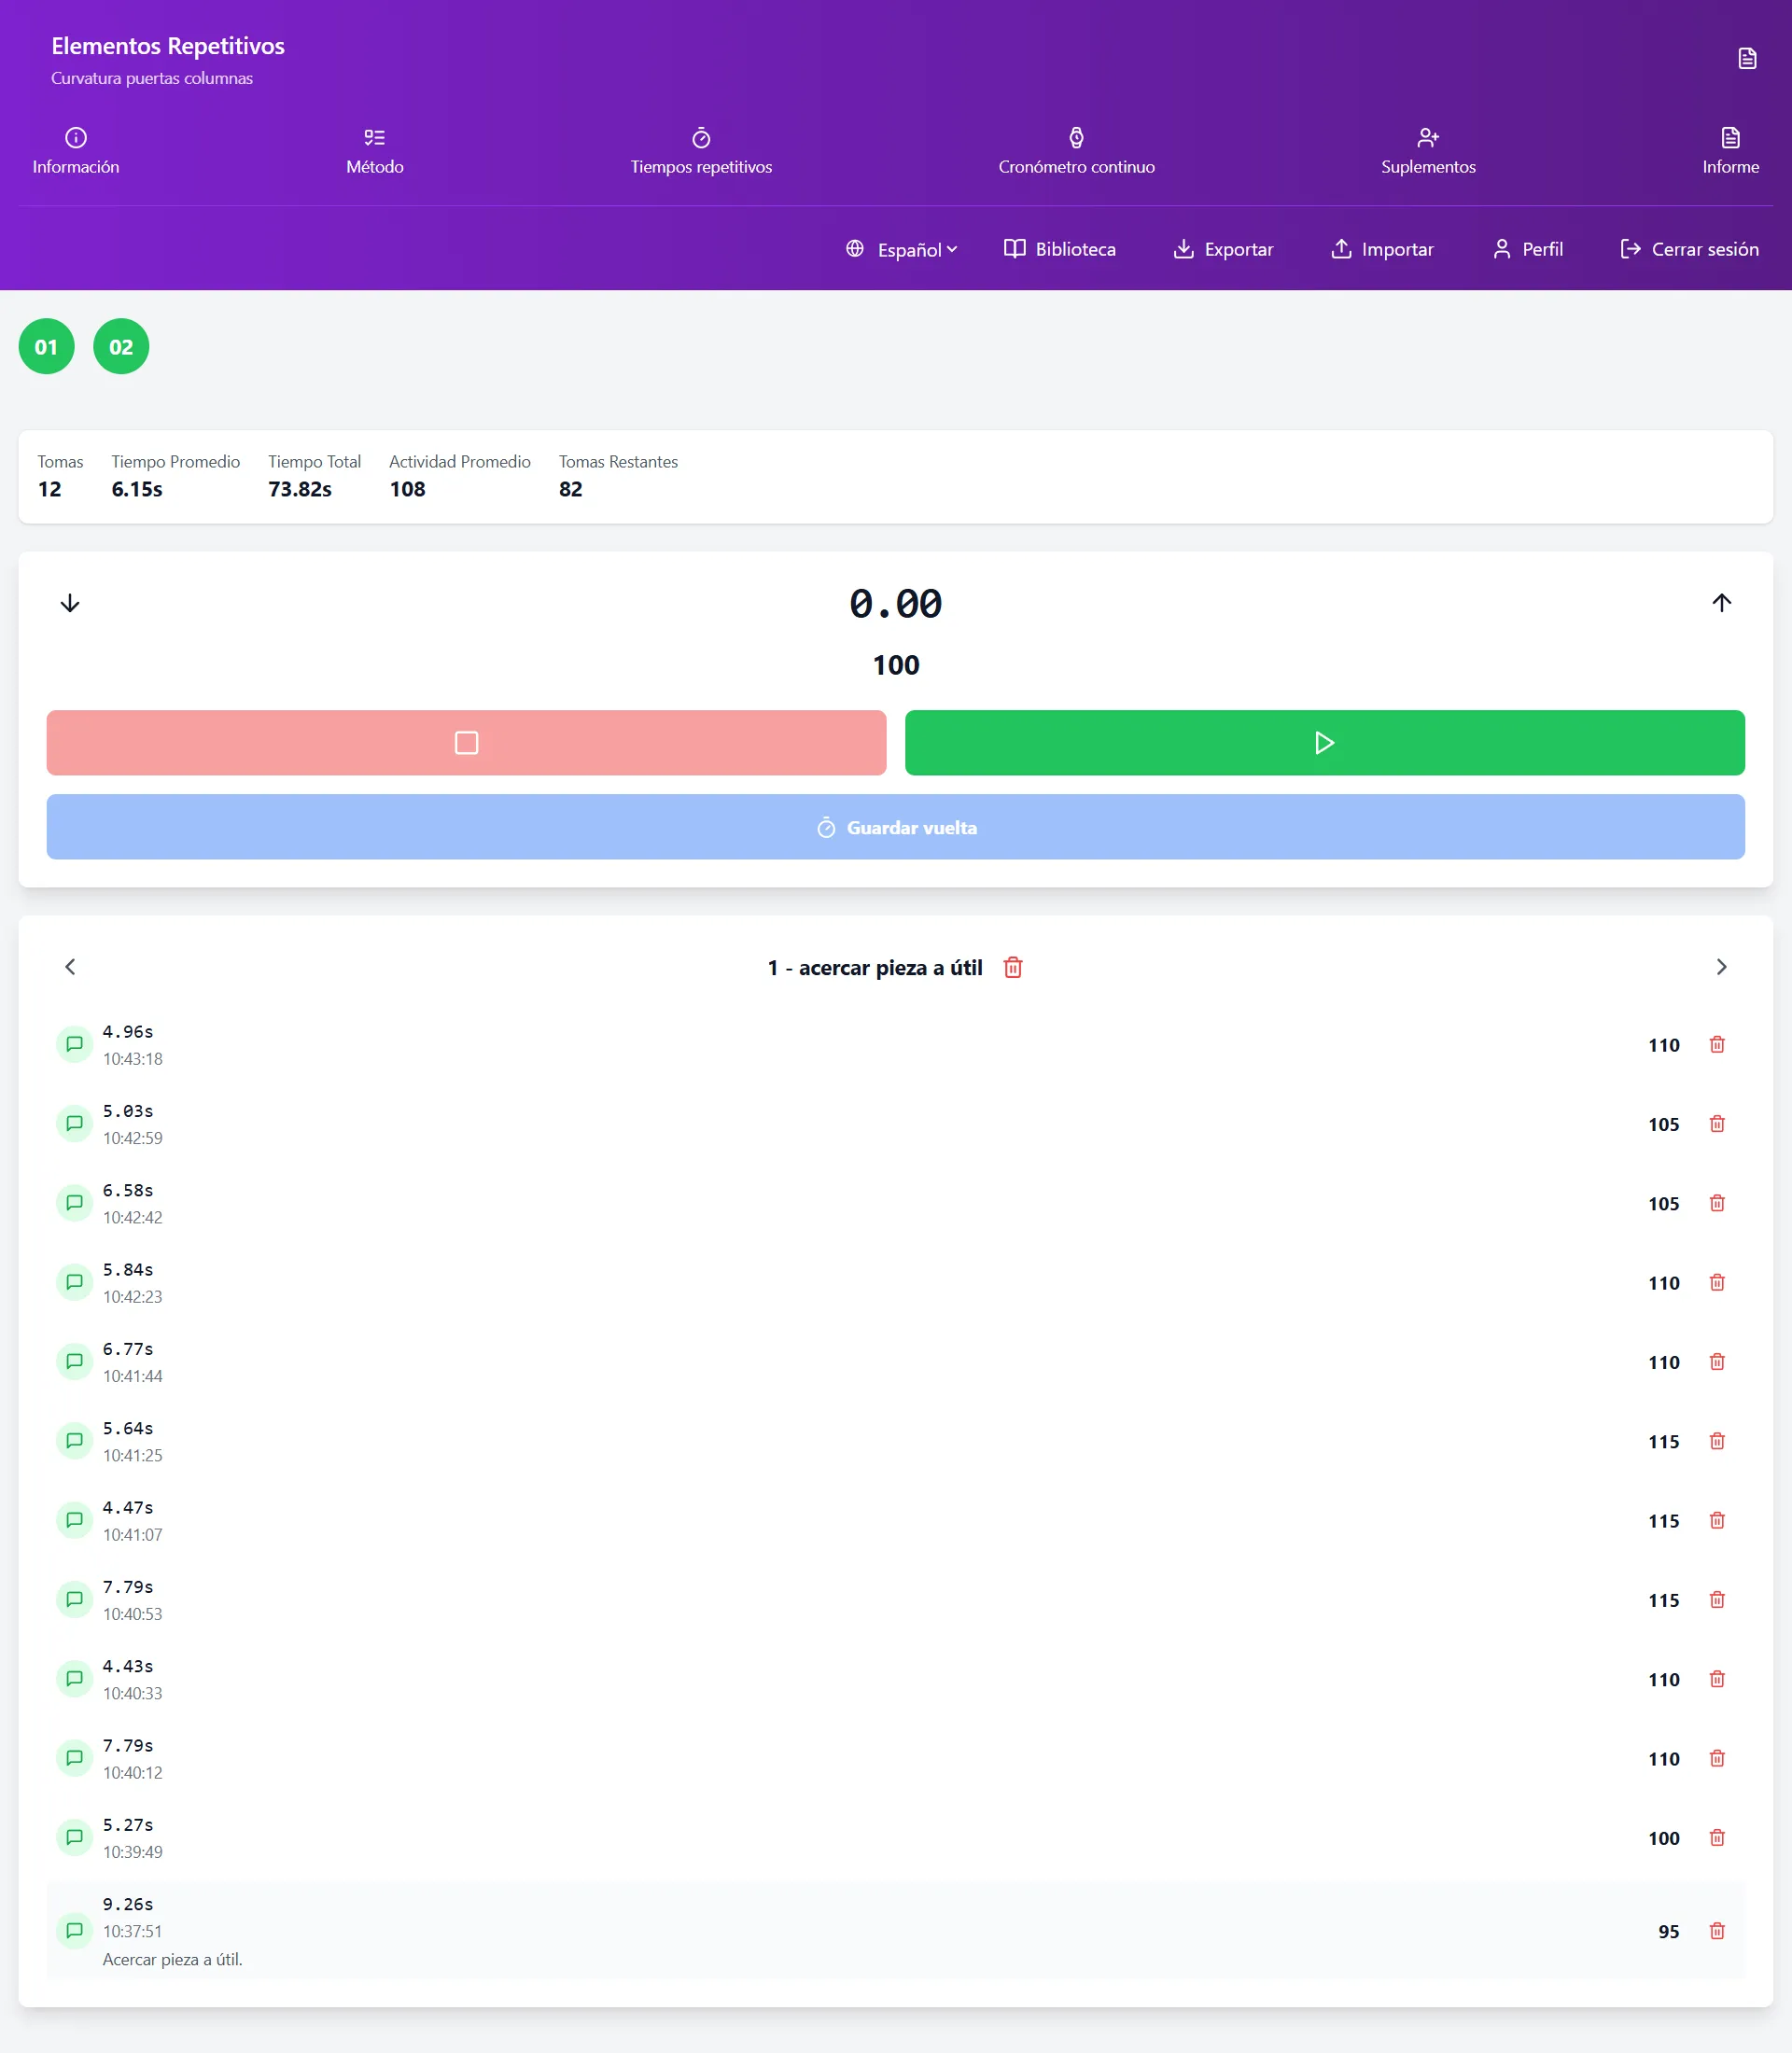 Elementos Repetitivos
Curvatura puertas columnas
Información
Método
Tiempos repetitivos
Cronómetro continuo
Suplementos
Informe
Español
Biblioteca
Exportar
Importar
Perfil
Cerrar sesión
01
02
Tomas
12
Tiempo Promedio
6.15s
Tiempo Total
73.82s
Actividad Promedio
108
Tomas Restantes
82
0.00
100
Guardar vuelta
1 - acercar pieza a útil
4.96s
10:43:18
110
5.03s
10:42:59
105
6.58s
10:42:42
105
5.84s
10:42:23
110
6.77s
10:41:44
110
5.64s
10:41:25
115
4.47s
10:41:07
115
7.79s
10:40:53
115
4.43s
10:40:33
110
7.79s
10:40:12
110
5.27s
10:39:49
100
9.26s
10:37:51
Acercar pieza a útil.
95